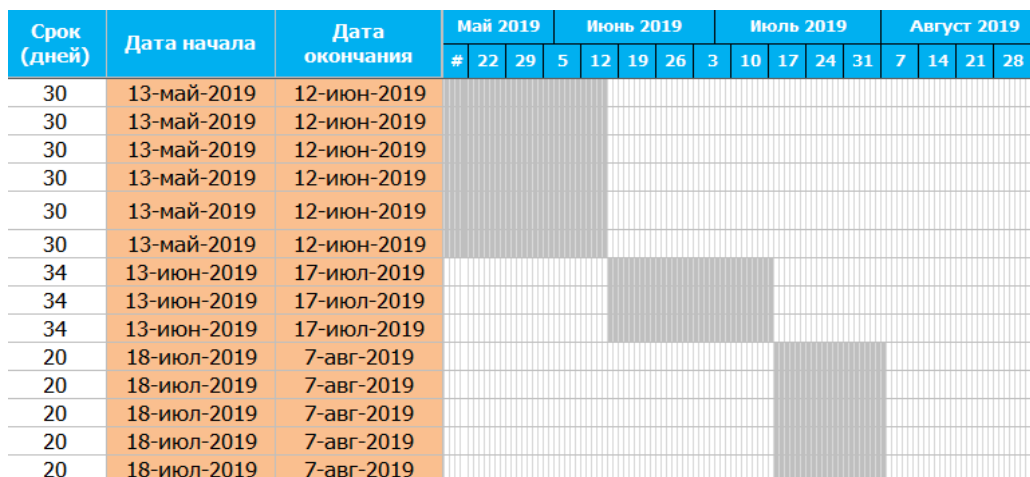 Срок (дней) Дата начала Дата окончания Май 2019 Июнь 2019 Июль 2019 Август 2019
# 22 29 5 12 19 26 3 10 17 24 31 7 14 21 28
30 13-май-2019 12-июн-2019
30 13-май-2019 12-июн-2019
30 13-май-2019 12-июн-2019
30 13-май-2019 12-июн-2019
30 13-май-2019 12-июн-2019
30 13-май-2019 12-июн-2019
34 13-июн-2019 17-июл-2019
34 13-июн-2019 17-июл-2019
34 13-июн-2019 17-июл-2019
20 18-июл-2019 7-авг-2019
20 18-июл-2019 7-авг-2019
20 18-июл-2019 7-авг-2019
20 18-июл-2019 7-авг-2019
20 18-июл-2019 7-авг-2019